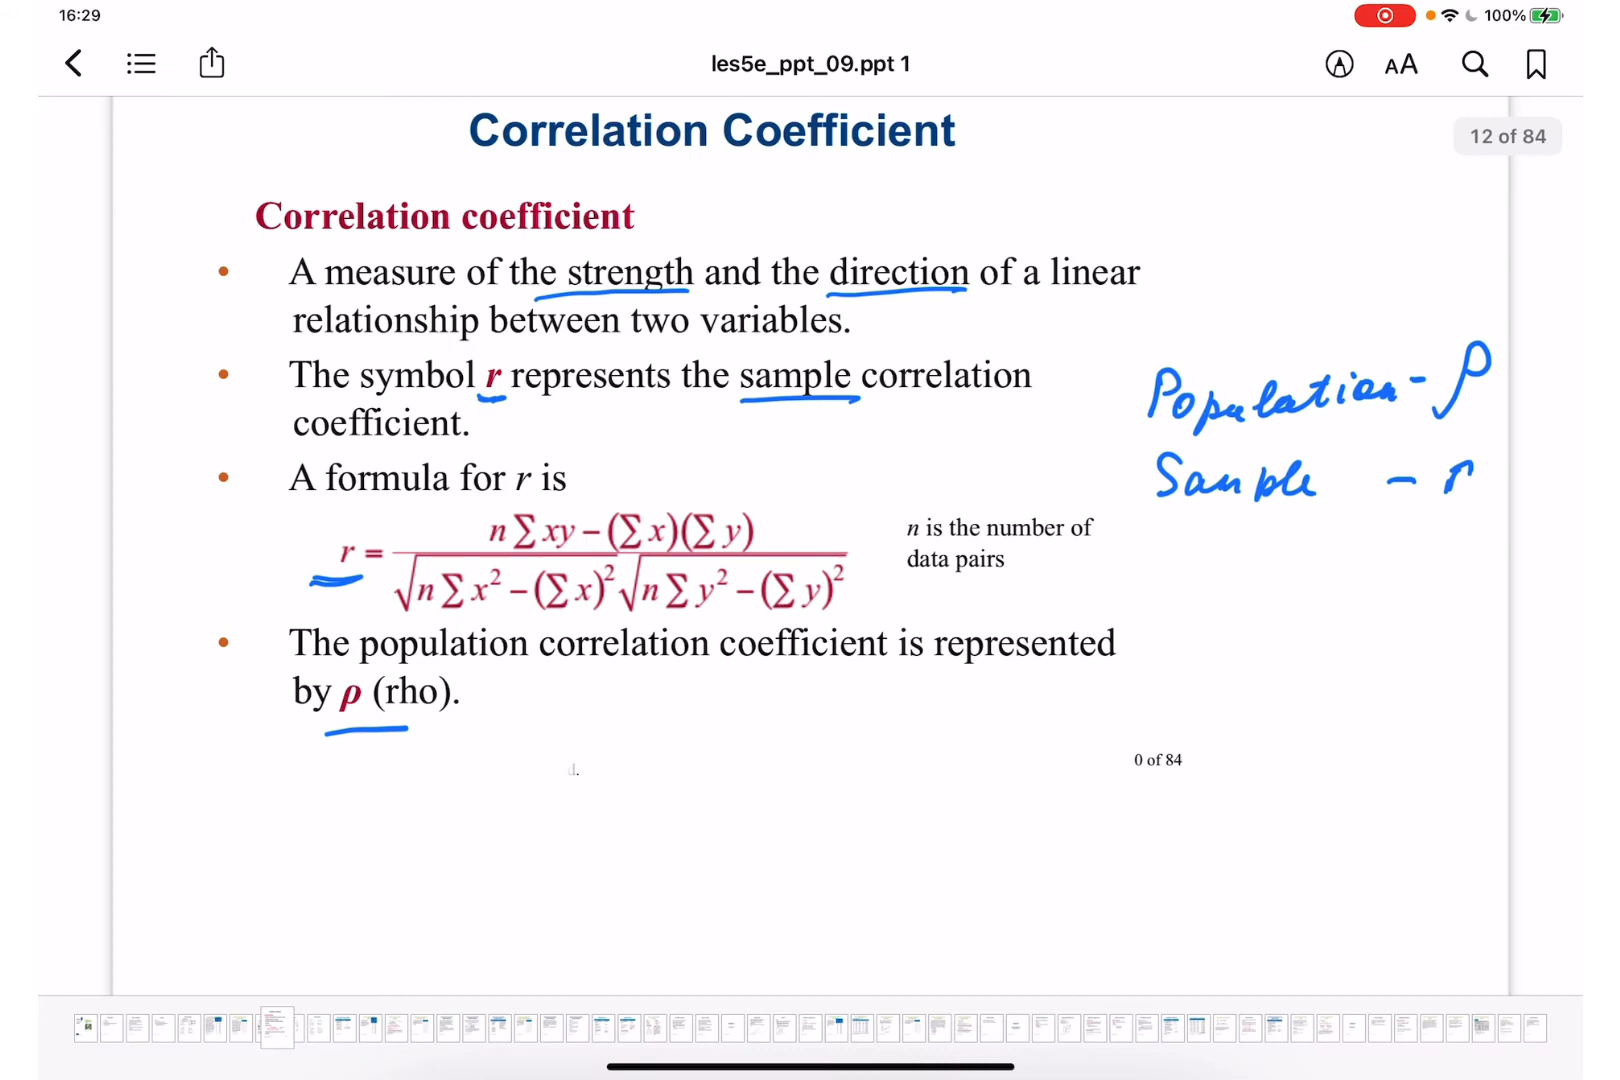 16:29
100%
les5e_ppt_09.ppt 1
AA
Correlation Coefficient
12 of 84
Correlation coefficient
• A measure of the strength and the direction of a linear
relationship between two variables.
• The symbol r represents the sample correlation
coefficient.
Population - ρ
Sample - r
• A formula for r is
r = n∑xy − (∑x)(∑y) / √n∑x² − (∑x)² √n∑y² − (∑y)²
n is the number of
data pairs
• The population correlation coefficient is represented
by ρ (rho).
d.
0 of 84